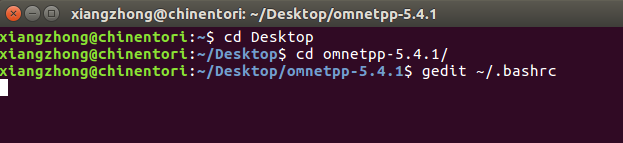 xiangzhong@chinentori: ~/Desktop/omnetpp-5.4.1
xiangzhong@chinentori:~$ cd Desktop
xiangzhong@chinentori:~/Desktop$ cd omnetpp-5.4.1/
xiangzhong@chinentori:~/Desktop/omnetpp-5.4.1$ gedit ~/.bashrc